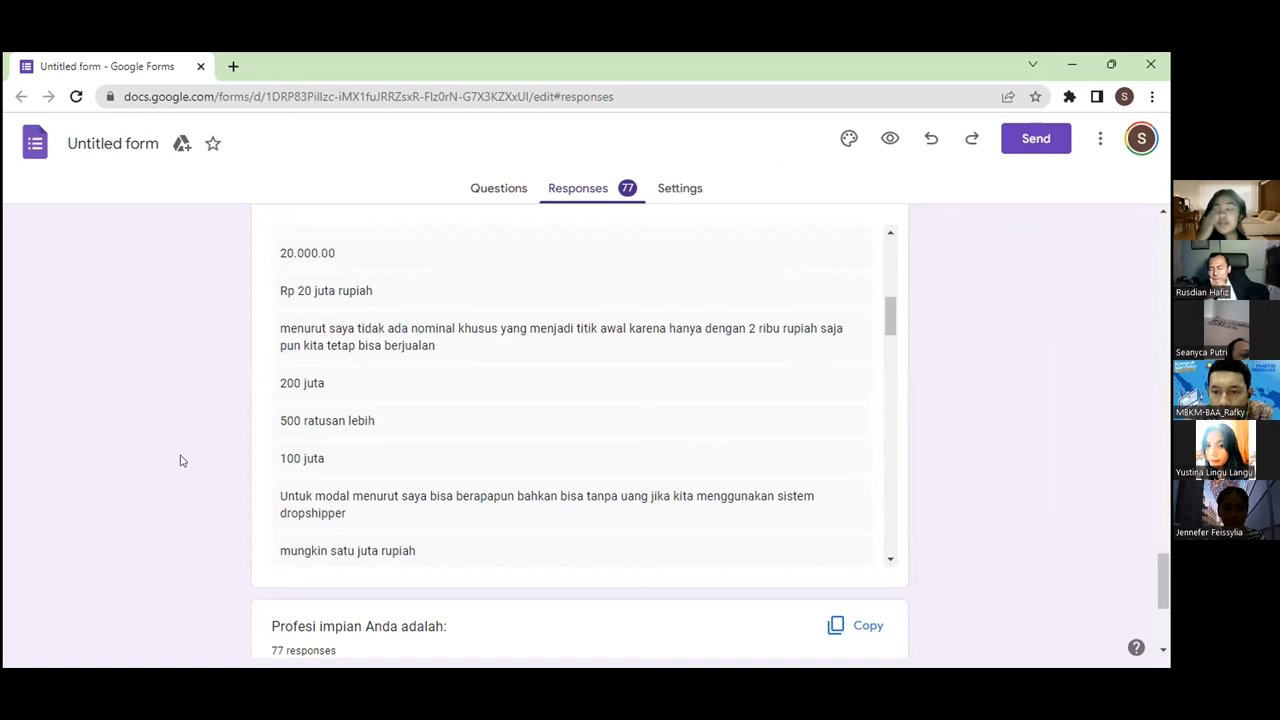 Untitled form - Google Forms
docs.google.com/forms/d/1DRP83PiIlzc-iMX1fuJRRZsxR-FIz0rN-G7X3KZXxUI/edit#responses
S
Untitled form
Send
S
Questions
Responses 77
Settings
20.000.00
Rp 20 juta rupiah
menurut saya tidak ada nominal khusus yang menjadi titik awal karena hanya dengan 2 ribu rupiah saja
pun kita tetap bisa berjualan
200 juta
500 ratusan lebih
100 juta
Untuk modal menurut saya bisa berapapun bahkan bisa tanpa uang jika kita menggunakan sistem
dropshipper
mungkin satu juta rupiah
Profesi impian Anda adalah:
Copy
77 responses
Rusdian Hafiz
Seanyca Putri
MBKM-BAA_Rafky
Yustina Lingu Langu
Jennefer Feissylia